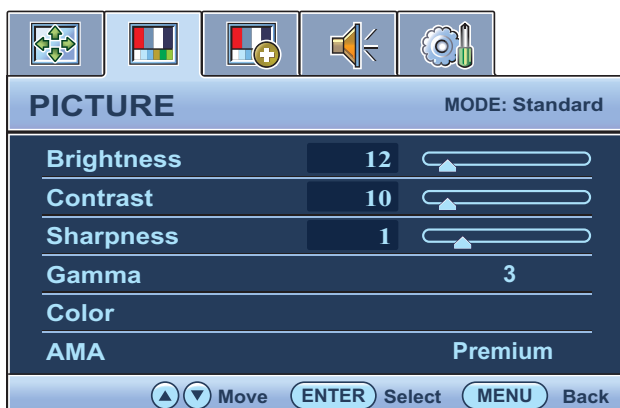 PICTURE MODE: Standard
Brightness 12
Contrast 10
Sharpness 1
Gamma 3
Color
AMA Premium
Move ENTER Select MENU Back